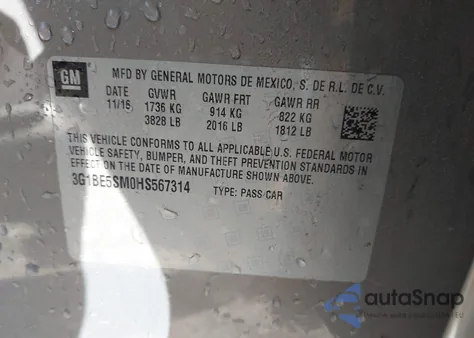 GM
MFD BY GENERAL MOTORS DE MEXICO, S. DE R.L. DE C.V.
DATE GVWR GAWR FRT GAWR RR
11/15 1736 KG 914 KG 822 KG
3828 LB 2016 LB 1812 LB
THIS VEHICLE CONFORMS TO ALL APPLICABLE U.S. FEDERAL MOTOR
VEHICLE SAFETY, BUMPER, AND THEFT PREVENTION STANDARDS IN
EFFECT ON THE DATE OF MANUFACTURE SHOWN ABOVE.
3G1BE5SM0HS567314 TYPE: PASS/CAR
autoSnap